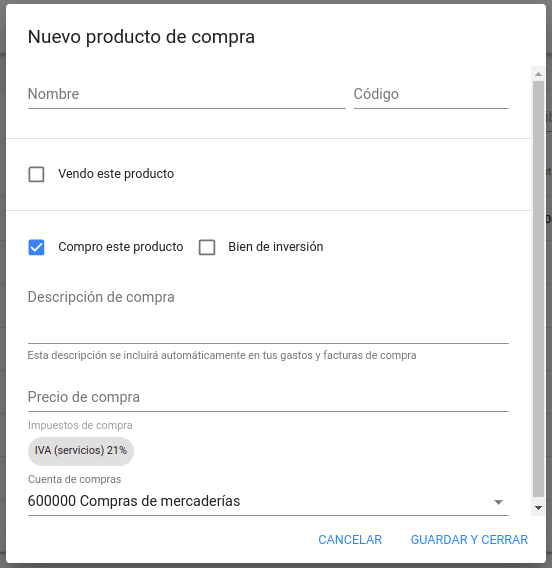 Nuevo producto de compra
Nombre
Código
Vendo este producto
Compro este producto
Bien de inversión
Descripción de compra
Esta descripción se incluirá automáticamente en tus gastos y facturas de compra
Precio de compra
Impuestos de compra
IVA (servicios) 21%
Cuenta de compras
600000 Compras de mercaderías
CANCELAR
GUARDAR Y CERRAR